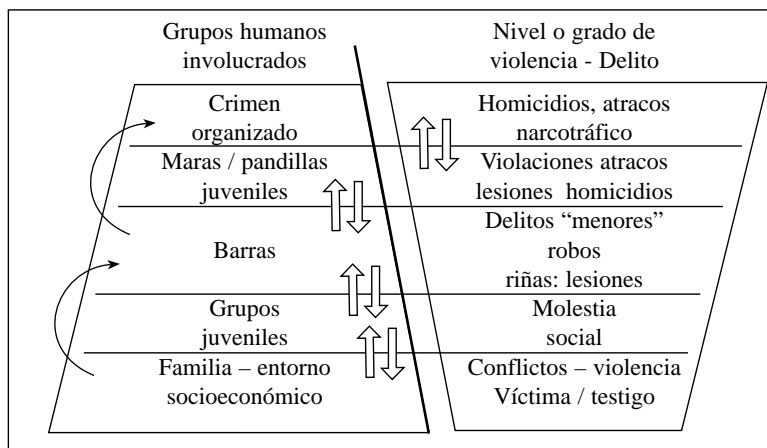 Grupos humanos
involucrados
Nivel o grado de
violencia - Delito
Crimen
organizado
Homicidios, atracos
narcotráfico
Maras / pandillas
juveniles
Violaciones atracos
lesiones homicidios
Barras
Delitos “menores”
robos
riñas: lesiones
Grupos
juveniles
Molestia
social
Familia – entorno
socioeconómico
Conflictos – violencia
Víctima / testigo